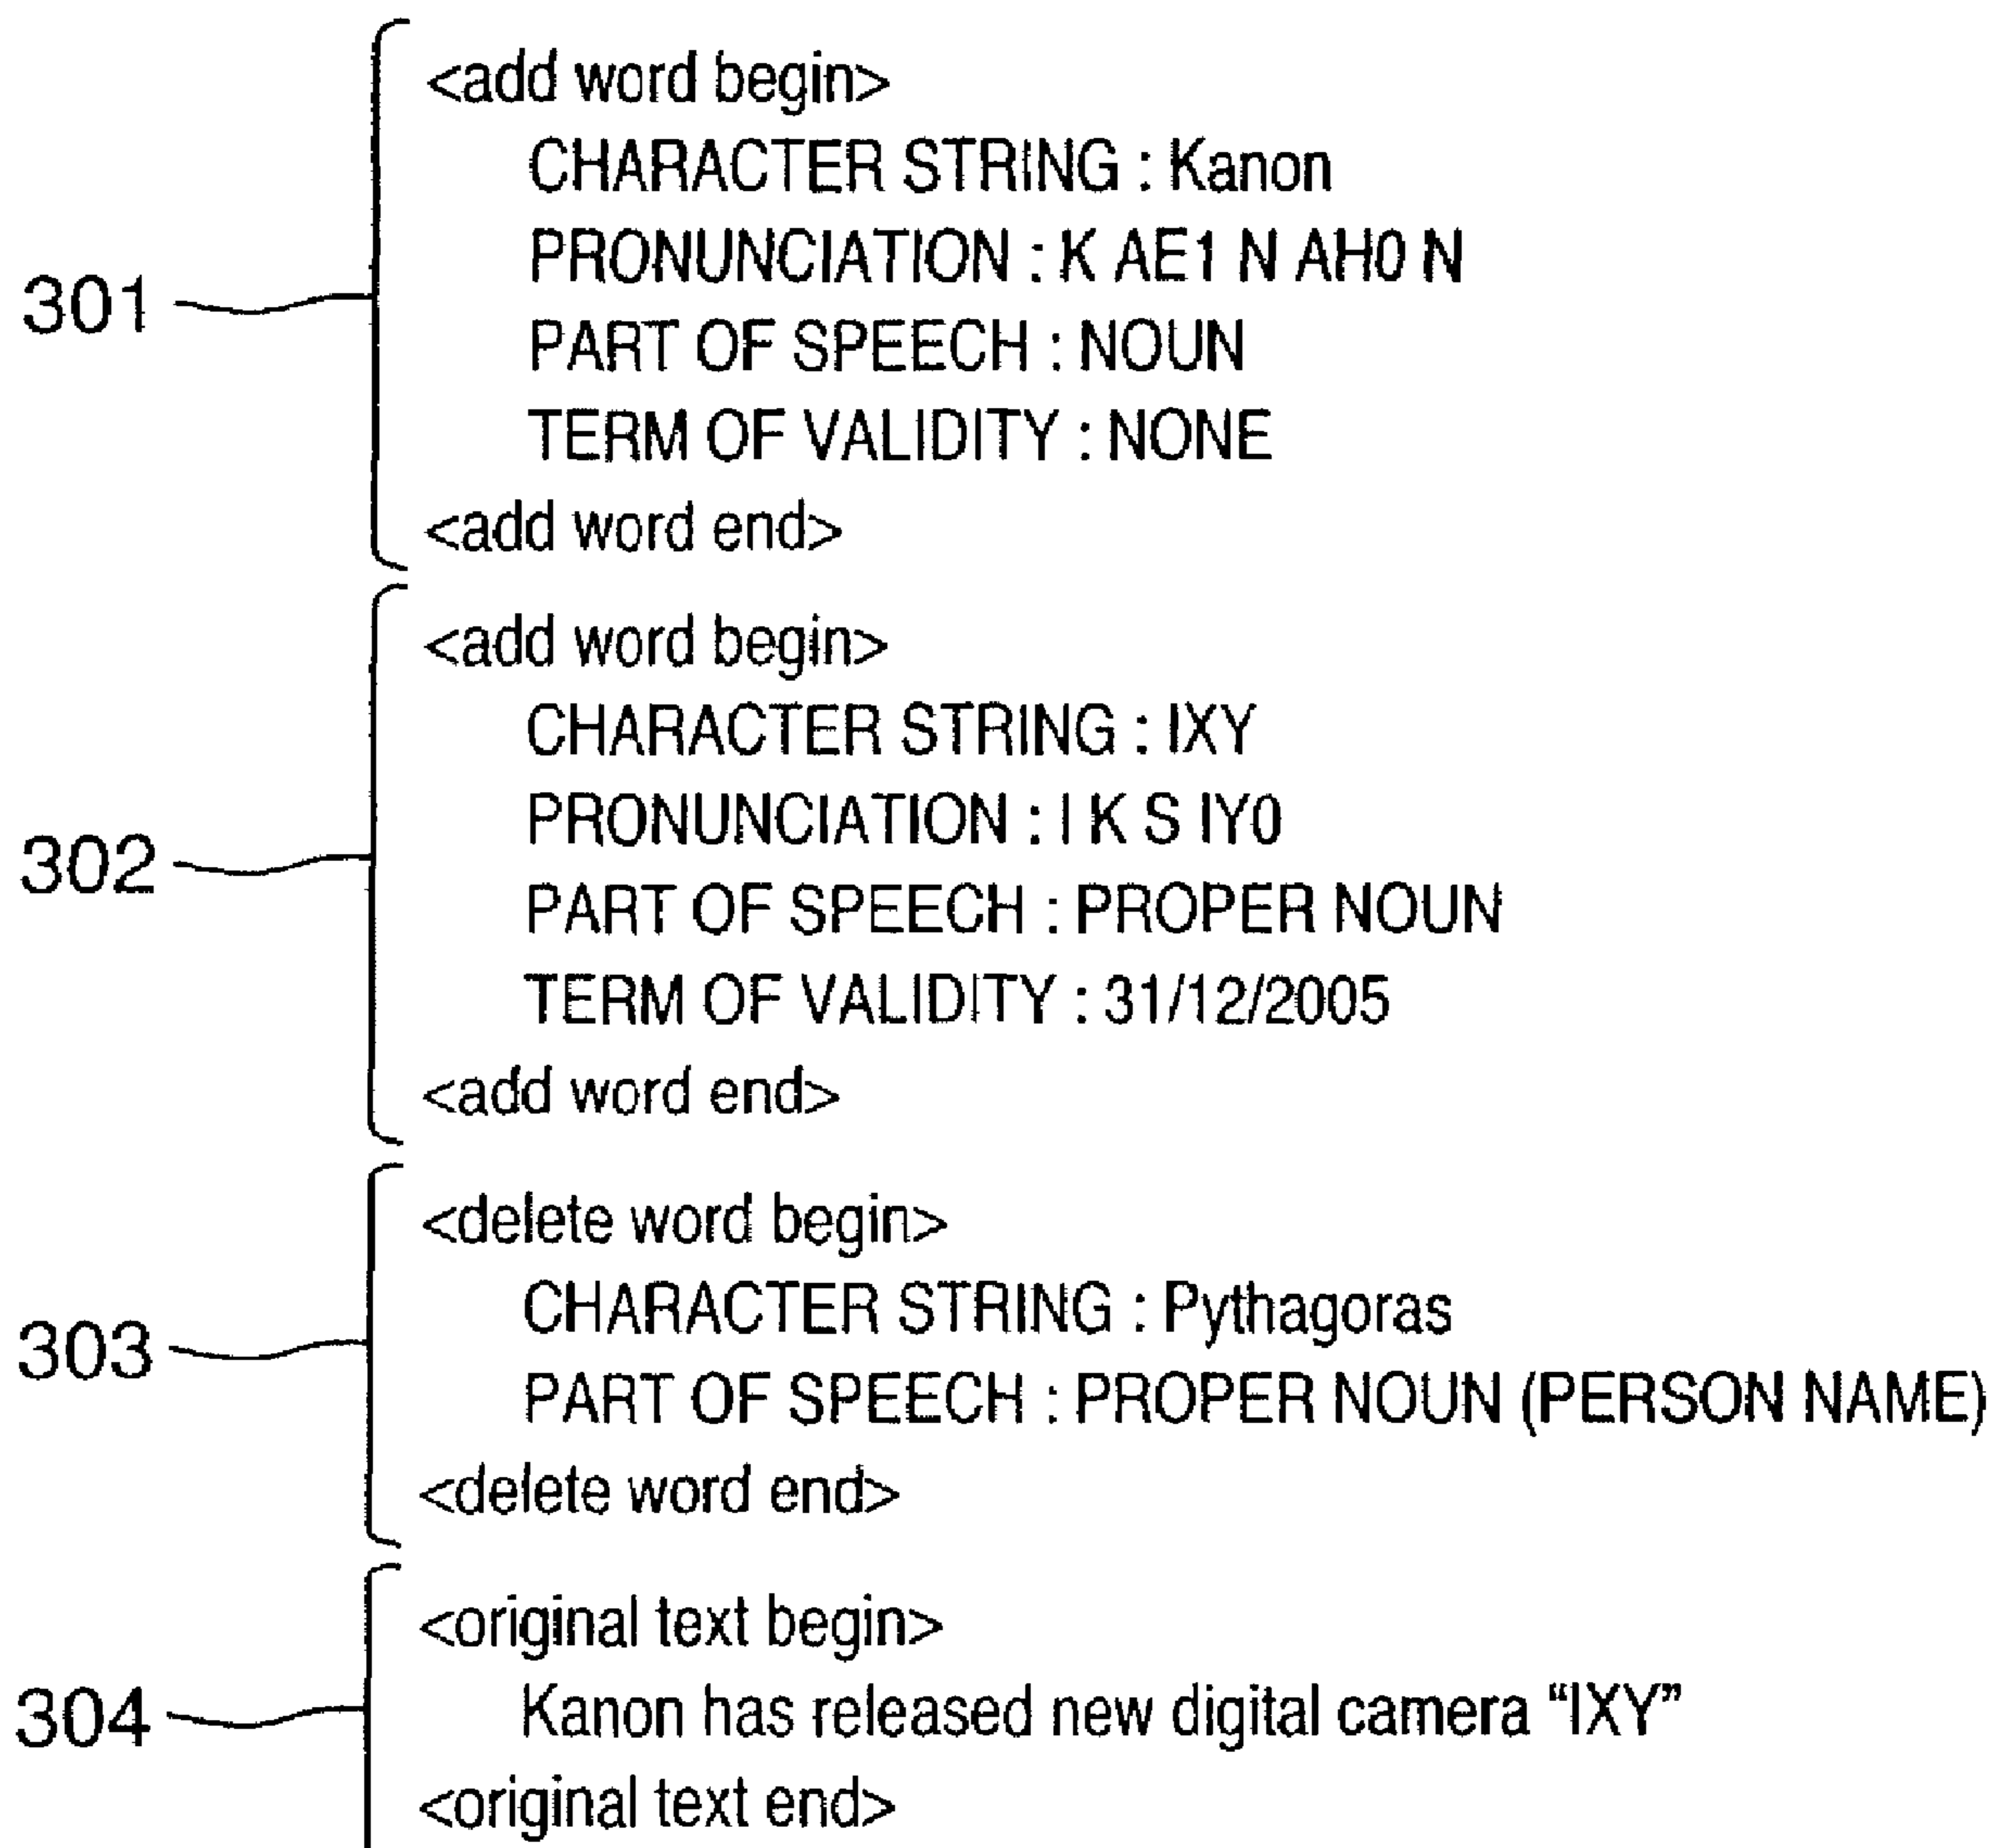 <add word begin>
CHARACTER STRING : Kanon
PRONUNCIATION : K AE1 N AH0 N
301
PART OF SPEECH : NOUN
TERM OF VALIDITY : NONE
<add word end>
<add word begin>
CHARACTER STRING : IXY
PRONUNCIATION : I K S IY0
302
PART OF SPEECH : PROPER NOUN
TERM OF VALIDITY : 31/12/2005
<add word end>
<delete word begin>
CHARACTER STRING : Pythagoras
303
PART OF SPEECH : PROPER NOUN (PERSON NAME)
<delete word end>
<original text begin>
304
Kanon has released new digital camera “IXY”
<original text end>